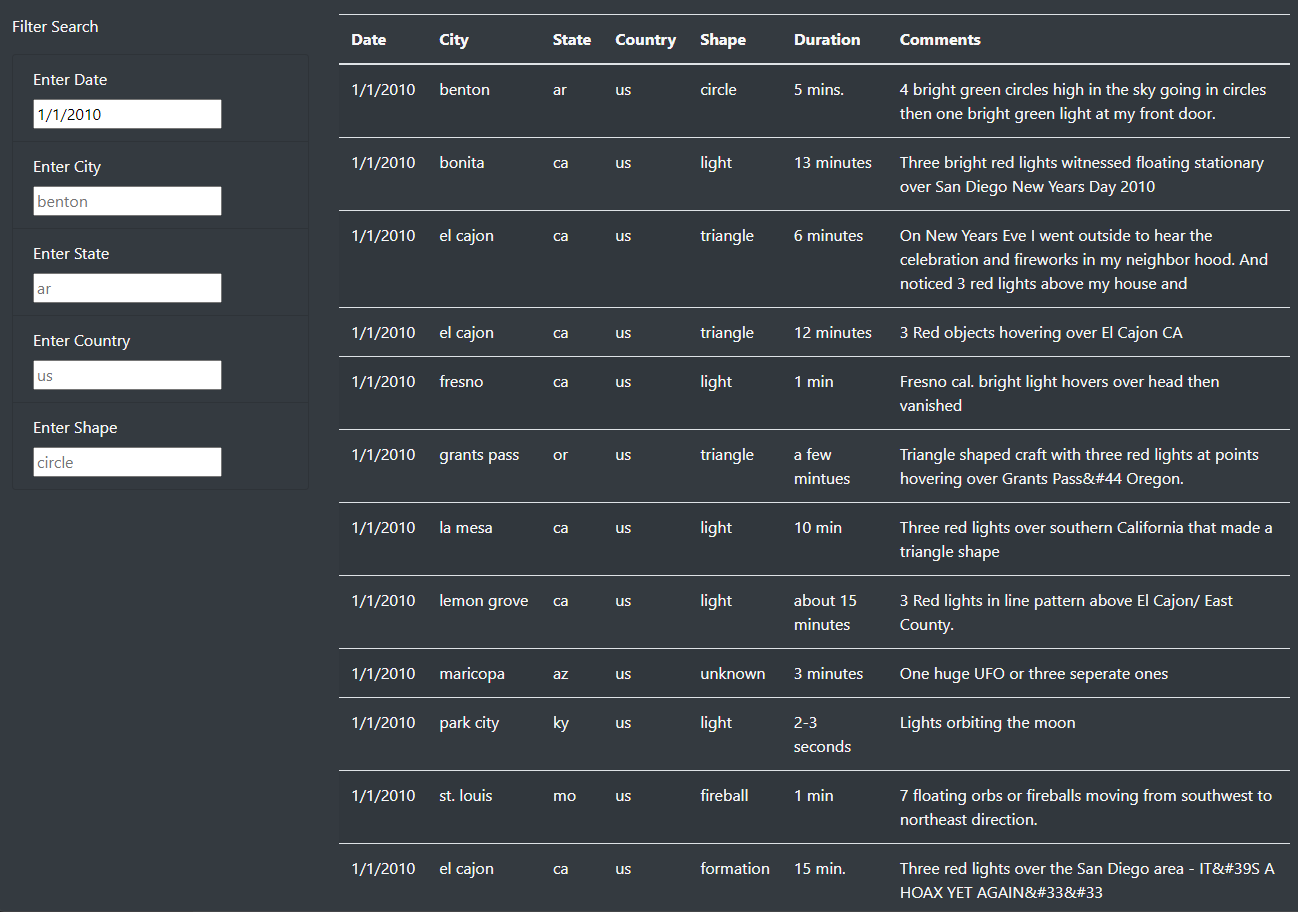 Filter Search
Enter Date
1/1/2010
Enter City
benton
Enter State
ar
Enter Country
us
Enter Shape
circle
Date City State Country Shape Duration Comments
1/1/2010 benton ar us circle 5 mins. 4 bright green circles high in the sky going in circles
then one bright green light at my front door.
1/1/2010 bonita ca us light 13 minutes Three bright red lights witnessed floating stationary
over San Diego New Years Day 2010
1/1/2010 el cajon ca us triangle 6 minutes On New Years Eve I went outside to hear the
celebration and fireworks in my neighbor hood. And
noticed 3 red lights above my house and
1/1/2010 el cajon ca us triangle 12 minutes 3 Red objects hovering over El Cajon CA
1/1/2010 fresno ca us light 1 min Fresno cal. bright light hovers over head then
vanished
1/1/2010 grants pass or us triangle a few Triangle shaped craft with three red lights at points
mintues hovering over Grants Pass&#44 Oregon.
1/1/2010 la mesa ca us light 10 min Three red lights over southern California that made a
triangle shape
1/1/2010 lemon grove ca us light about 15 3 Red lights in line pattern above El Cajon/ East
minutes County.
1/1/2010 maricopa az us unknown 3 minutes One huge UFO or three seperate ones
1/1/2010 park city ky us light 2-3 Lights orbiting the moon
seconds
1/1/2010 st. louis mo us fireball 1 min 7 floating orbs or fireballs moving from southwest to
northeast direction.
1/1/2010 el cajon ca us formation 15 min. Three red lights over the San Diego area - IT&#39S A
HOAX YET AGAIN&#33&#33